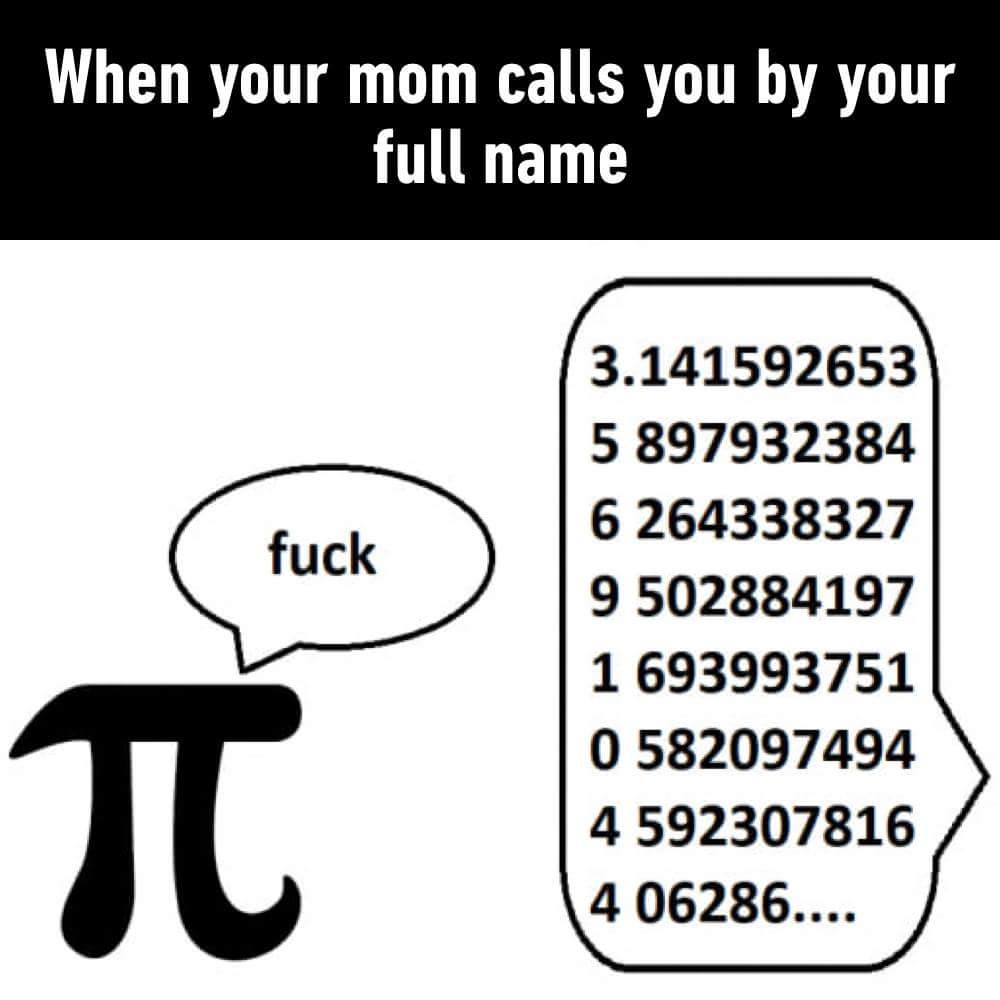 When your mom calls you by your
full name
fuck
3.141592653
5 897932384
6 264338327
9 502884197
1 693993751
0 582097494
4 592307816
4 06286....
π